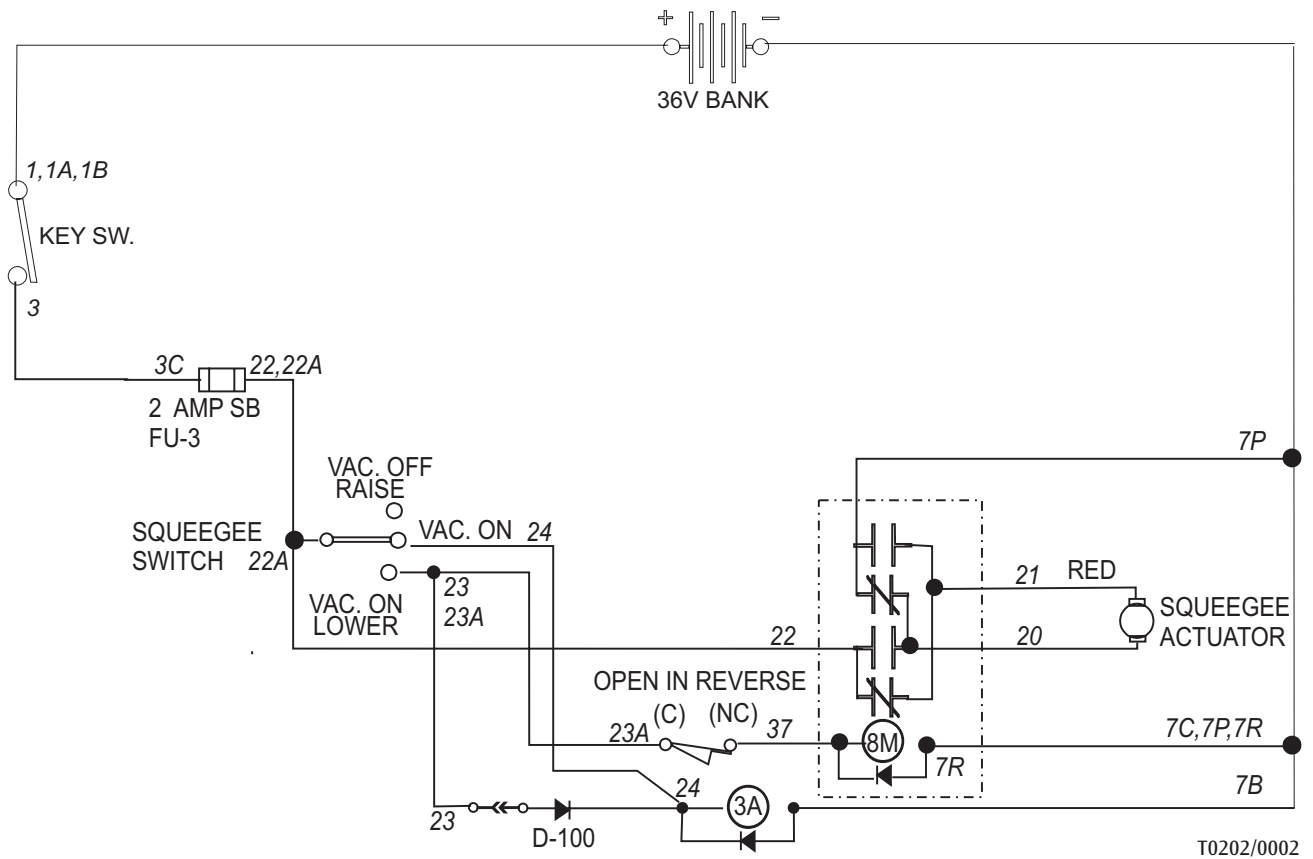 + −
36V BANK
1,1A,1B
KEY SW.
3
3C 22,22A
2 AMP SB
FU-3
VAC. OFF
RAISE
7P
SQUEEGEE
SWITCH 22A
VAC. ON 24
23
23A
VAC. ON
LOWER
21 RED
SQUEEGEE
ACTUATOR
22
20
OPEN IN REVERSE
(C) (NC)
23A
37
8M
7R
7C,7P,7R
24
3A
7B
23
D-100
T0202/0002